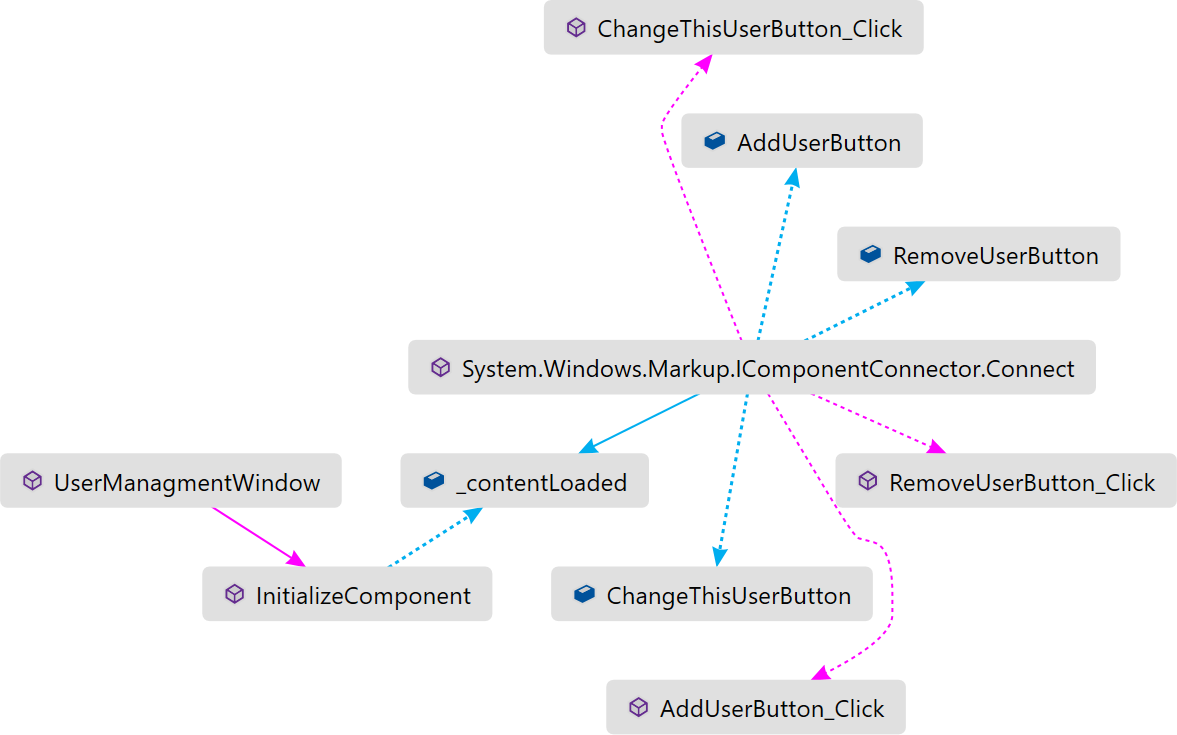 ChangeThisUserButton_Click
AddUserButton
RemoveUserButton
System.Windows.Markup.IComponentConnector.Connect
UserManagmentWindow
_contentLoaded
RemoveUserButton_Click
InitializeComponent
ChangeThisUserButton
AddUserButton_Click